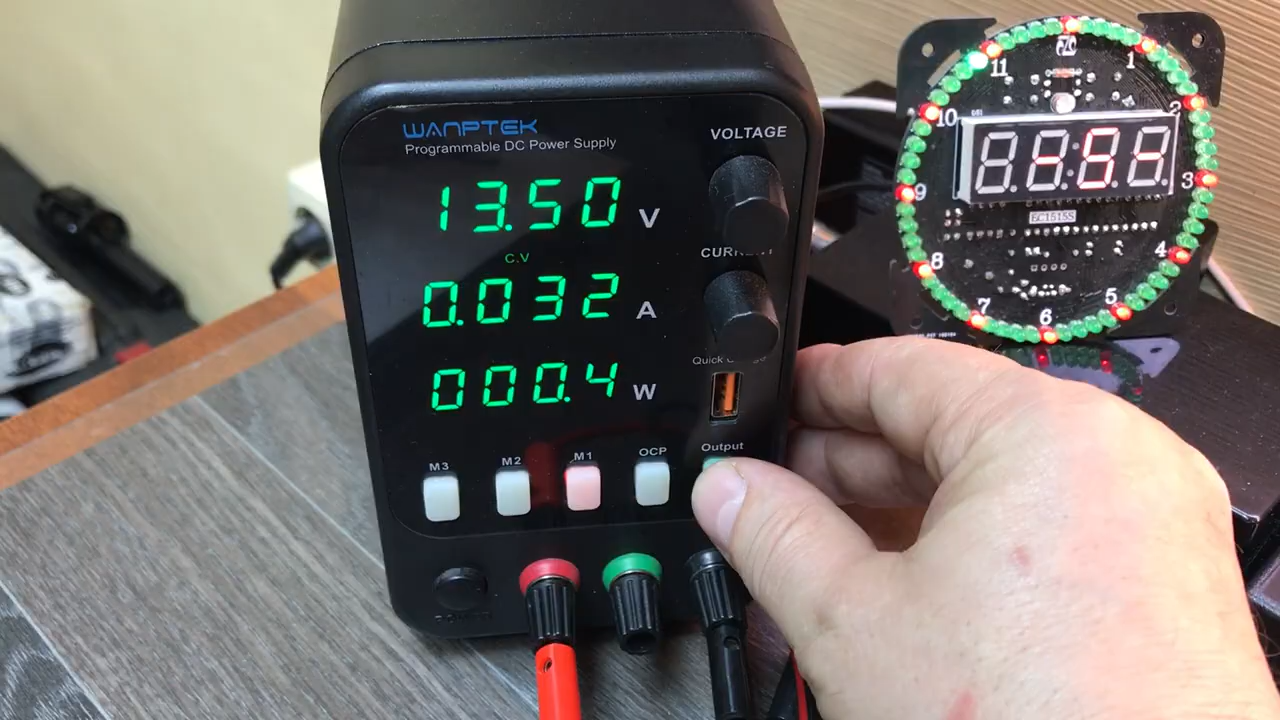 WANPTEK
Programmable DC Power Supply
VOLTAGE
13.50 V
C.V
0.032 A
000.4 W
Output
M3
M2
M1
OCP
11
1
10
2
9
3
8
4
7
5
6
EC1515S